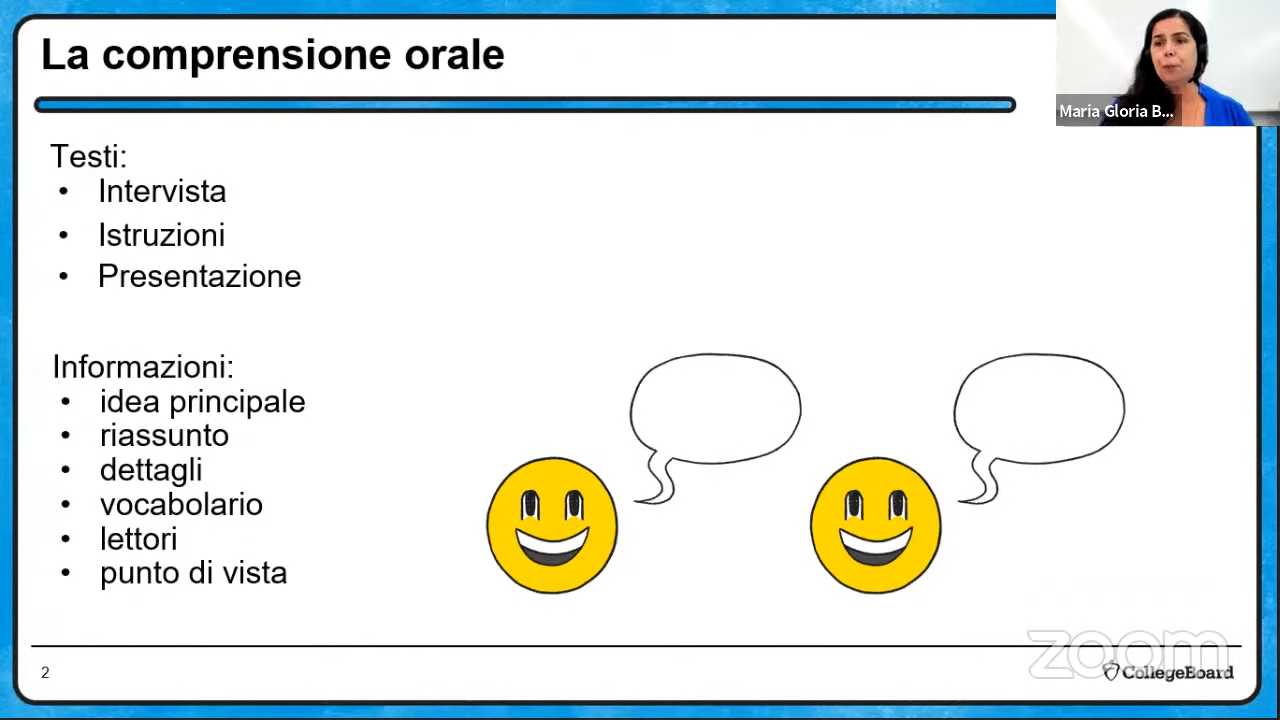 La comprensione orale
Maria Gloria B...
Testi:
• Intervista
• Istruzioni
• Presentazione
Informazioni:
• idea principale
• riassunto
• dettagli
• vocabolario
• lettori
• punto di vista
zoom
2
CollegeBoard